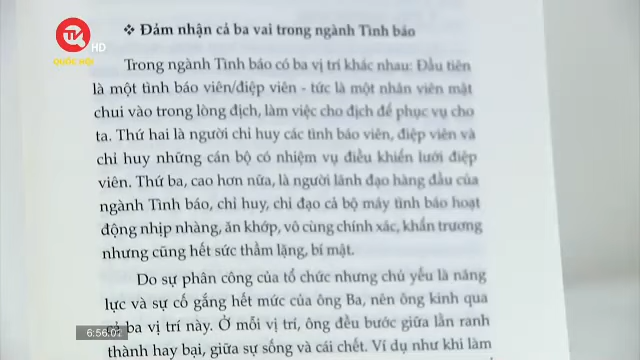 ❖ Đảm nhận cả ba vai trong ngành Tình báo
TV HD
QUỐC HỘI
Trong ngành Tình báo có ba vị trí khác nhau: Đầu tiên
là một tình báo viên/điệp viên - tức là một nhân viên mật
chui vào trong lòng địch, làm việc cho địch để phục vụ cho
ta. Thứ hai là người chỉ huy các tình báo viên, điệp viên và
chỉ huy những cán bộ có nhiệm vụ điều khiển lưới điệp
viên. Thứ ba, cao hơn nữa, là người lãnh đạo hàng đầu của
ngành Tình báo, chỉ huy, chỉ đạo cả bộ máy tình báo hoạt
động nhịp nhàng, ăn khớp, vô cùng chính xác, khẩn trương
nhưng cũng hết sức thầm lặng, bí mật.
Do sự phân công của tổ chức nhưng chủ yếu là năng
lực và sự cố gắng hết mức của ông Ba, nên ông kinh qua
cả ba vị trí này. Ở mỗi vị trí, ông đều bước giữa lằn ranh
6:56:01
thành hay bại, giữa sự sống và cái chết. Ví dụ như khi làm